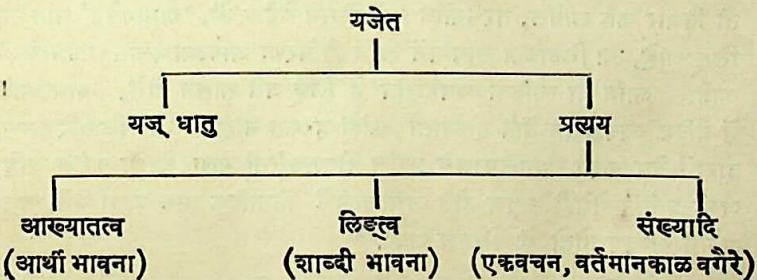 यजेत
यज् धातु प्रत्यय
आख्यातत्व लिङ्त्व संख्यादि
(आर्थी भावना) (शाब्दी भावना) (एकवचन, वर्तमानकाळ वगैरे)